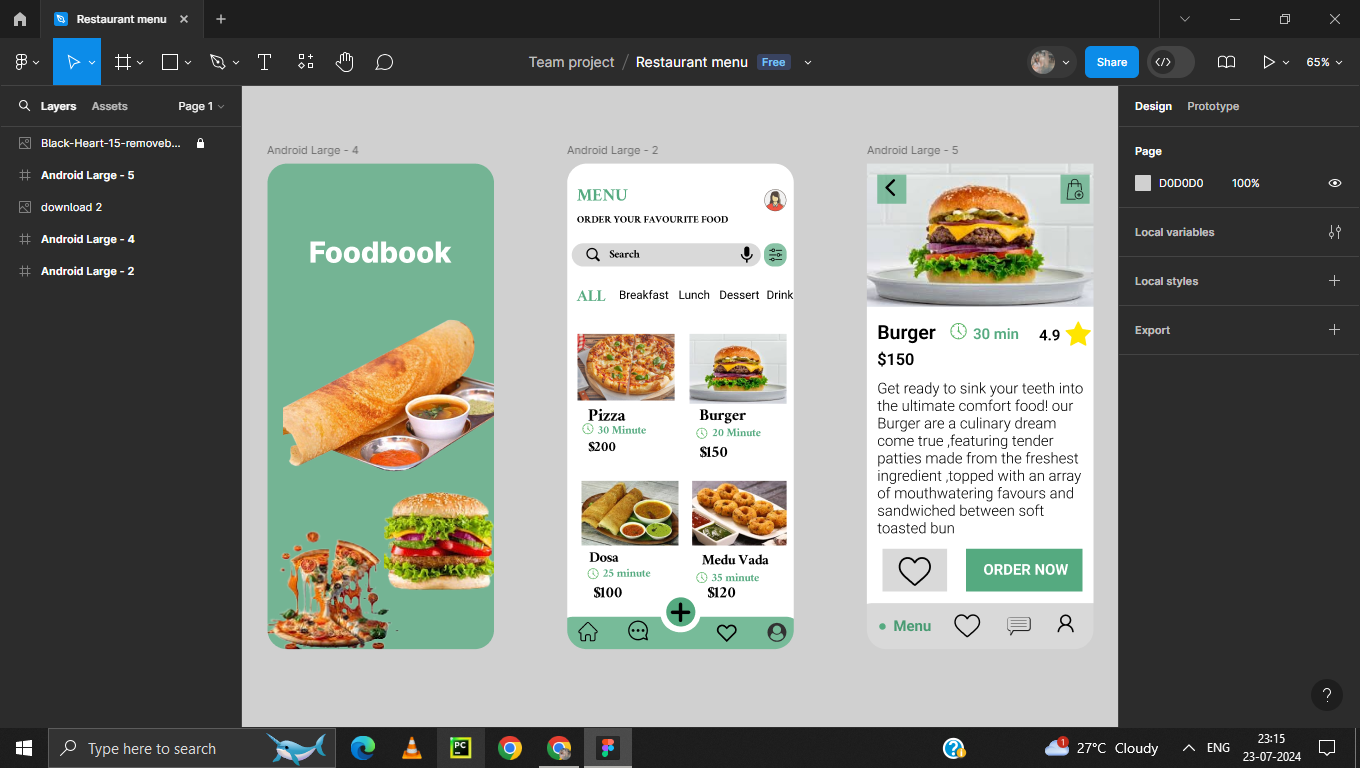 Restaurant menu
Team project / Restaurant menu Free
Share
65%
Layers Assets Page 1
Black-Heart-15-removeb...
Android Large - 5
download 2
Android Large - 4
Android Large - 2
Android Large - 4
Foodbook
Android Large - 2
MENU
ORDER YOUR FAVOURITE FOOD
Search
ALL Breakfast Lunch Dessert Drink
Pizza
30 Minute
$200
Burger
20 Minute
$150
Dosa
25 minute
$100
Medu Vada
35 minute
$120
Android Large - 5
Burger 30 min 4.9
$150
Get ready to sink your teeth into
the ultimate comfort food! our
Burger are a culinary dream
come true ,featuring tender
patties made from the freshest
ingredient ,topped with an array
of mouthwatering favours and
sandwiched between soft
toasted bun
ORDER NOW
Menu
Design Prototype
Page
D0D0D0 100%
Local variables
Local styles
Export
?
Type here to search
PC
1
27°C Cloudy
ENG
23:15
23-07-2024